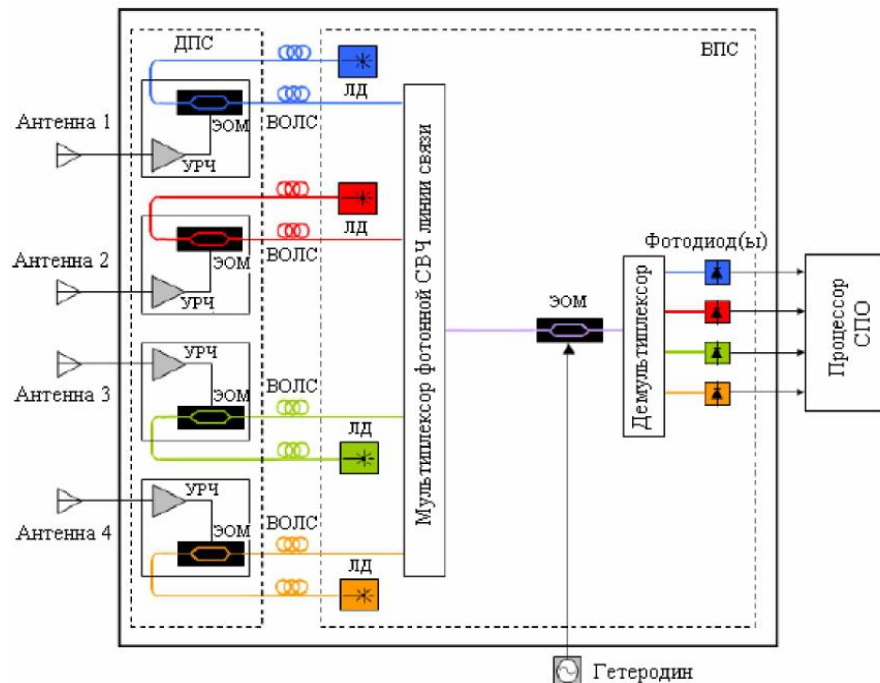 ДПС
ВПС
ЛД
ЭОМ
ВОЛС
Антенна 1
УРЧ
ЛД
ЭОМ
ВОЛС
Антенна 2
УРЧ
Мультиплексор фотонной СВЧ линии связи
Фотодиод(ы)
ЭОМ
Демультиплексор
Процессор
СПО
УРЧ
ВОЛС
Антенна 3
ЭОМ
ЛД
УРЧ
ВОЛС
Антенна 4
ЭОМ
ЛД
Гетеродин